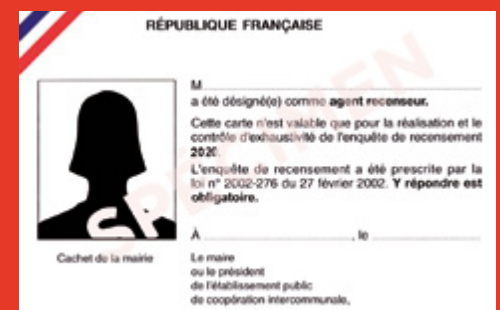 RÉPUBLIQUE FRANÇAISE
SPECIMEN
M
a été désigné(e) comme agent recenseur.
Cette carte n'est valable que pour la réalisation et le
contrôle d'exhaustivité de l'enquête de recensement
2020.
L'enquête de recensement a été prescrite par la
loi n° 2002-276 du 27 février 2002. Y répondre est
obligatoire.
À , le
Cachet de la mairie
Le maire
ou le président
de l'établissement public
de coopération intercommunale,